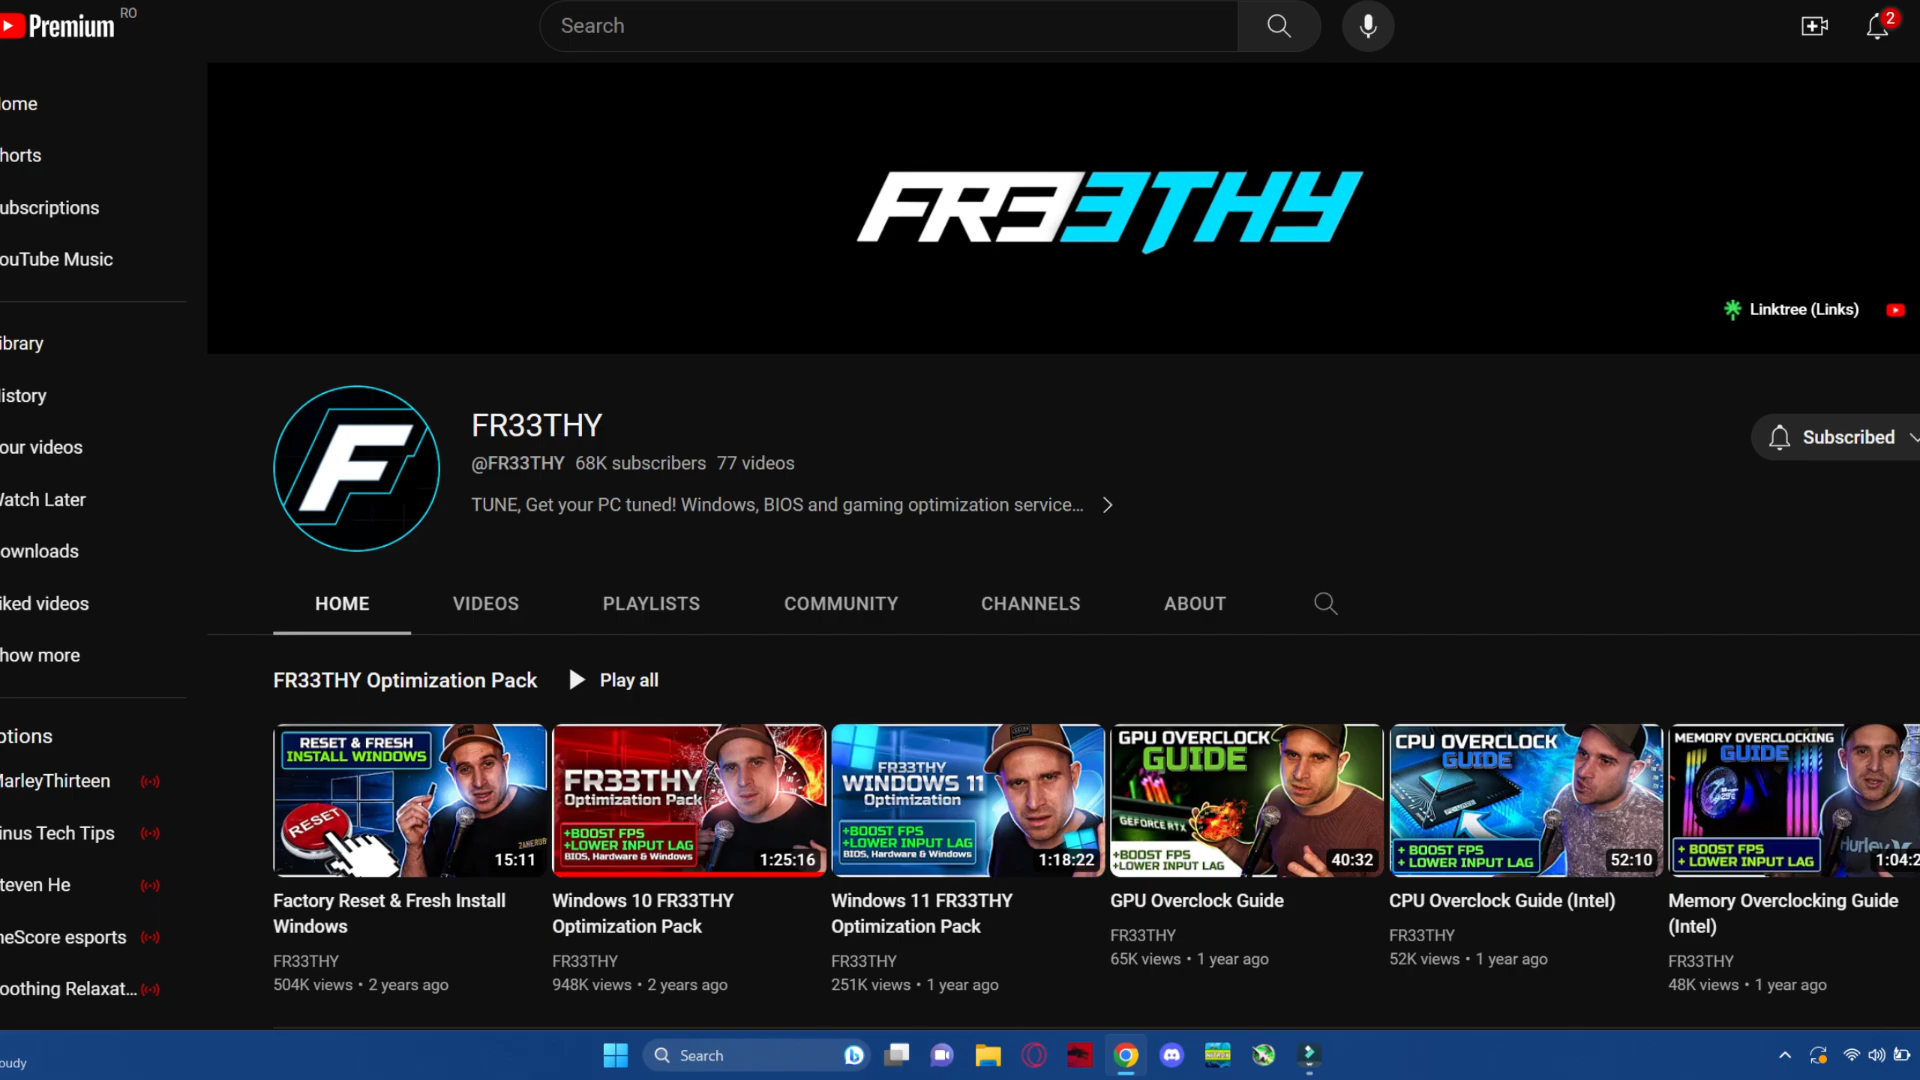 Premium RO
Search
2
ome
horts
ubscriptions
ouTube Music
ibrary
istory
our videos
Watch Later
ownloads
iked videos
how more
ptions
MarleyThirteen
inus Tech Tips
teven He
neScore esports
oothing Relaxat...
FR33THY
Linktree (Links)
F
FR33THY
@FR33THY 68K subscribers 77 videos
TUNE, Get your PC tuned! Windows, BIOS and gaming optimization service...
Subscribed
HOME VIDEOS PLAYLISTS COMMUNITY CHANNELS ABOUT
FR33THY Optimization Pack Play all
RESET & FRESH
INSTALL WINDOWS
RESET
15:11
Factory Reset & Fresh Install
Windows
FR33THY
504K views • 2 years ago
FR33THY
Optimization Pack
+BOOST FPS
+LOWER INPUT LAG
BIOS, Hardware & Windows
1:25:16
Windows 10 FR33THY
Optimization Pack
FR33THY
948K views • 2 years ago
FR33THY
WINDOWS 11
Optimization
+BOOST FPS
+LOWER INPUT LAG
BIOS, Hardware & Windows
1:18:22
Windows 11 FR33THY
Optimization Pack
FR33THY
251K views • 1 year ago
GPU OVERCLOCK
GUIDE
GEFORCE RTX
+BOOST FPS
+LOWER INPUT LAG
40:32
GPU Overclock Guide
FR33THY
65K views • 1 year ago
CPU OVERCLOCK
GUIDE
+ BOOST FPS
+ LOWER INPUT LAG
52:10
CPU Overclock Guide (Intel)
FR33THY
52K views • 1 year ago
MEMORY OVERCLOCKING
GUIDE
+ BOOST FPS
+ LOWER INPUT LAG
Hurley
1:04:2
Memory Overclocking Guide
(Intel)
FR33THY
48K views • 1 year ago
oudy
Search